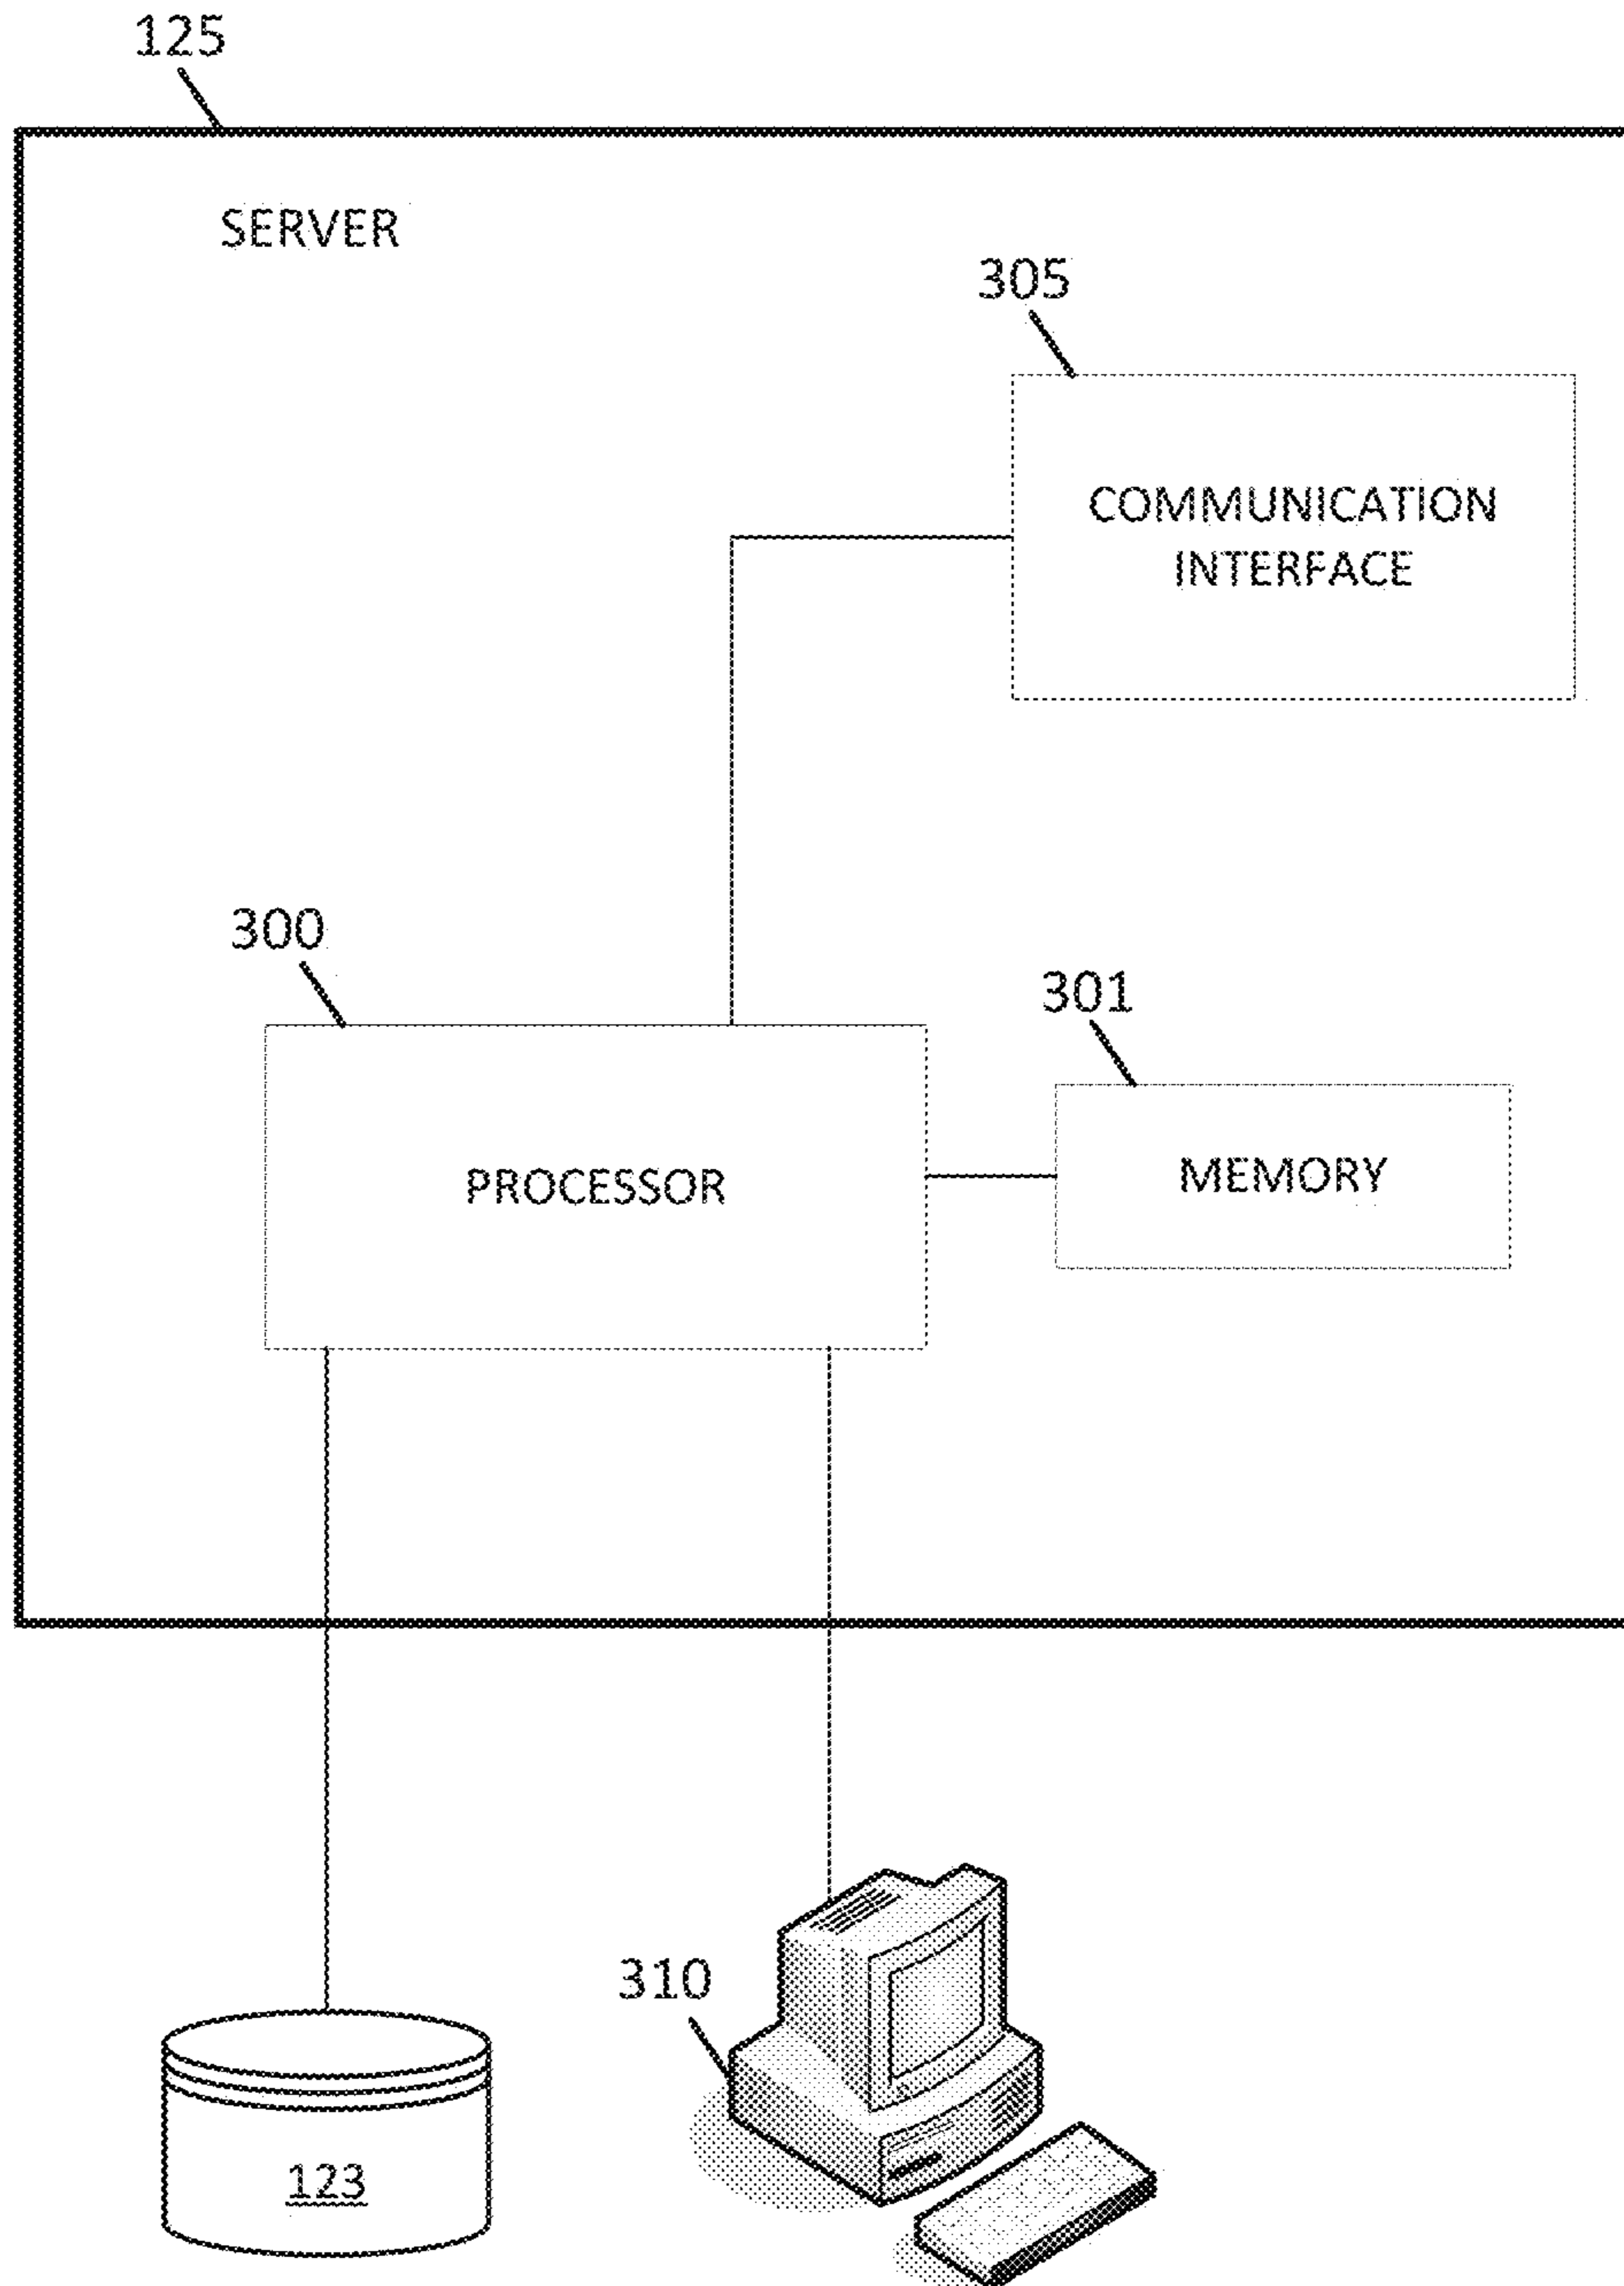 125
SERVER
305
COMMUNICATION
INTERFACE
300
301
PROCESSOR
MEMORY
310
123